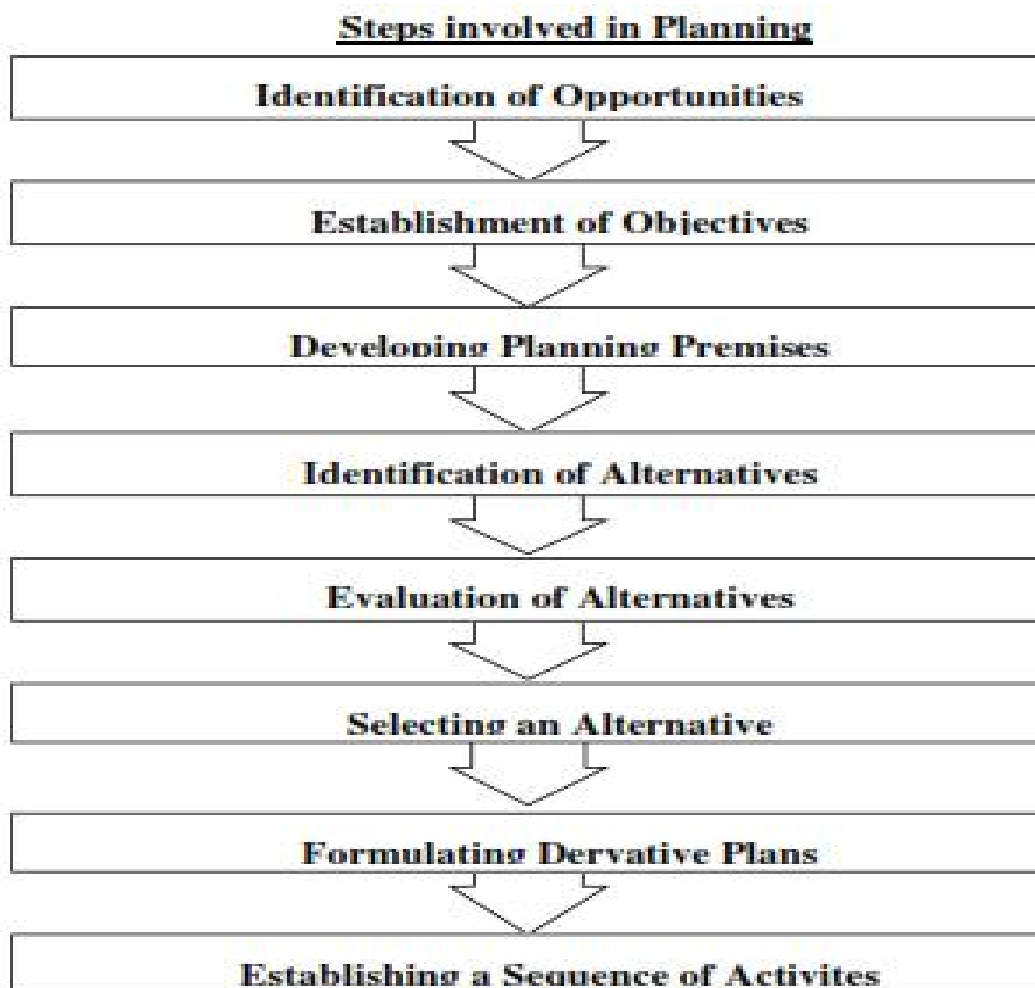 Steps involved in Planning
Identification of Opportunities
Establishment of Objectives
Developing Planning Premises
Identification of Alternatives
Evaluation of Alternatives
Selecting an Alternative
Formulating Dervative Plans
Establishing a Sequence of Activites